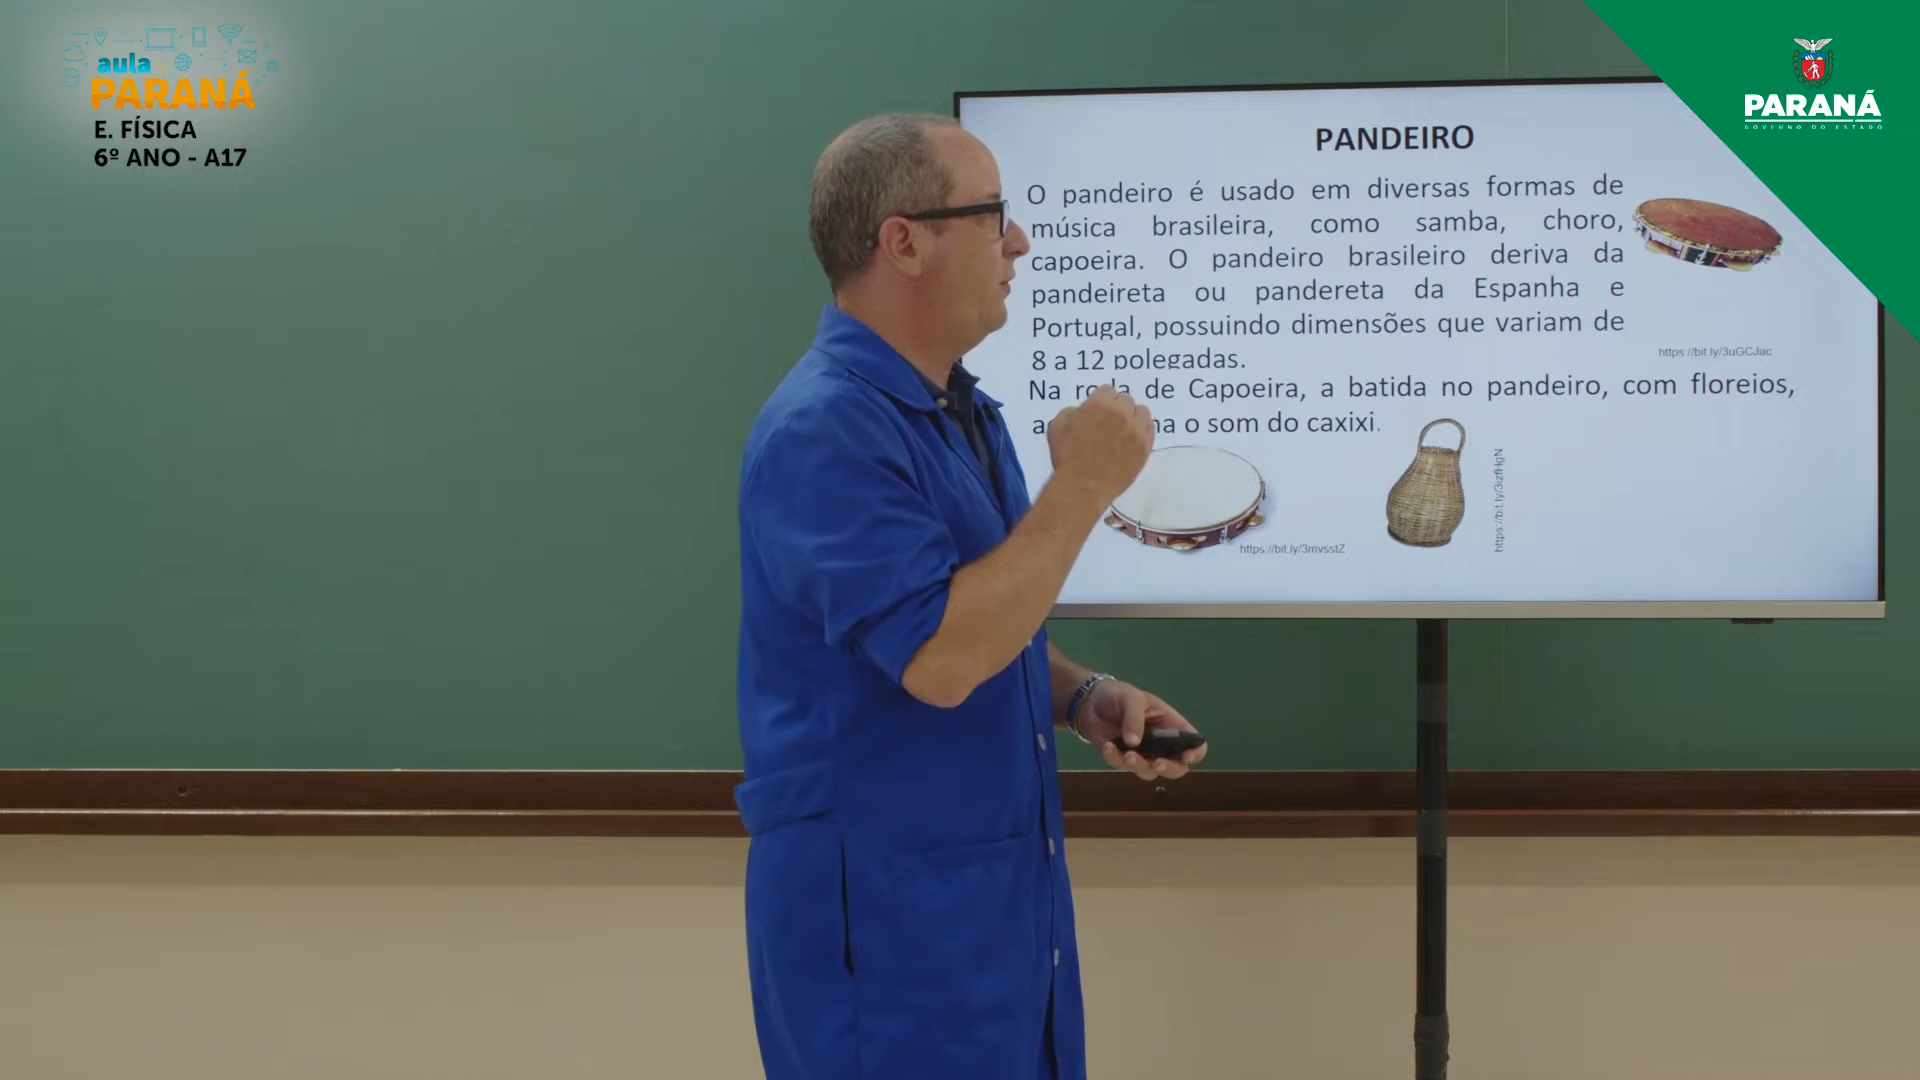 aula
PARANÁ
E. FÍSICA
6º ANO - A17
PARANÁ
GOVERNO DO ESTADO
PANDEIRO
O pandeiro é usado em diversas formas de
música brasileira, como samba, choro,
capoeira. O pandeiro brasileiro deriva da
pandeireta ou pandereta da Espanha e
Portugal, possuindo dimensões que variam de
8 a 12 polegadas.
Na roda de Capoeira, a batida no pandeiro, com floreios,
o som do caxixi.
https://bit.ly/3uGCJac
https://bit.ly/3mvsstZ
https://bit.ly/3izfHgN